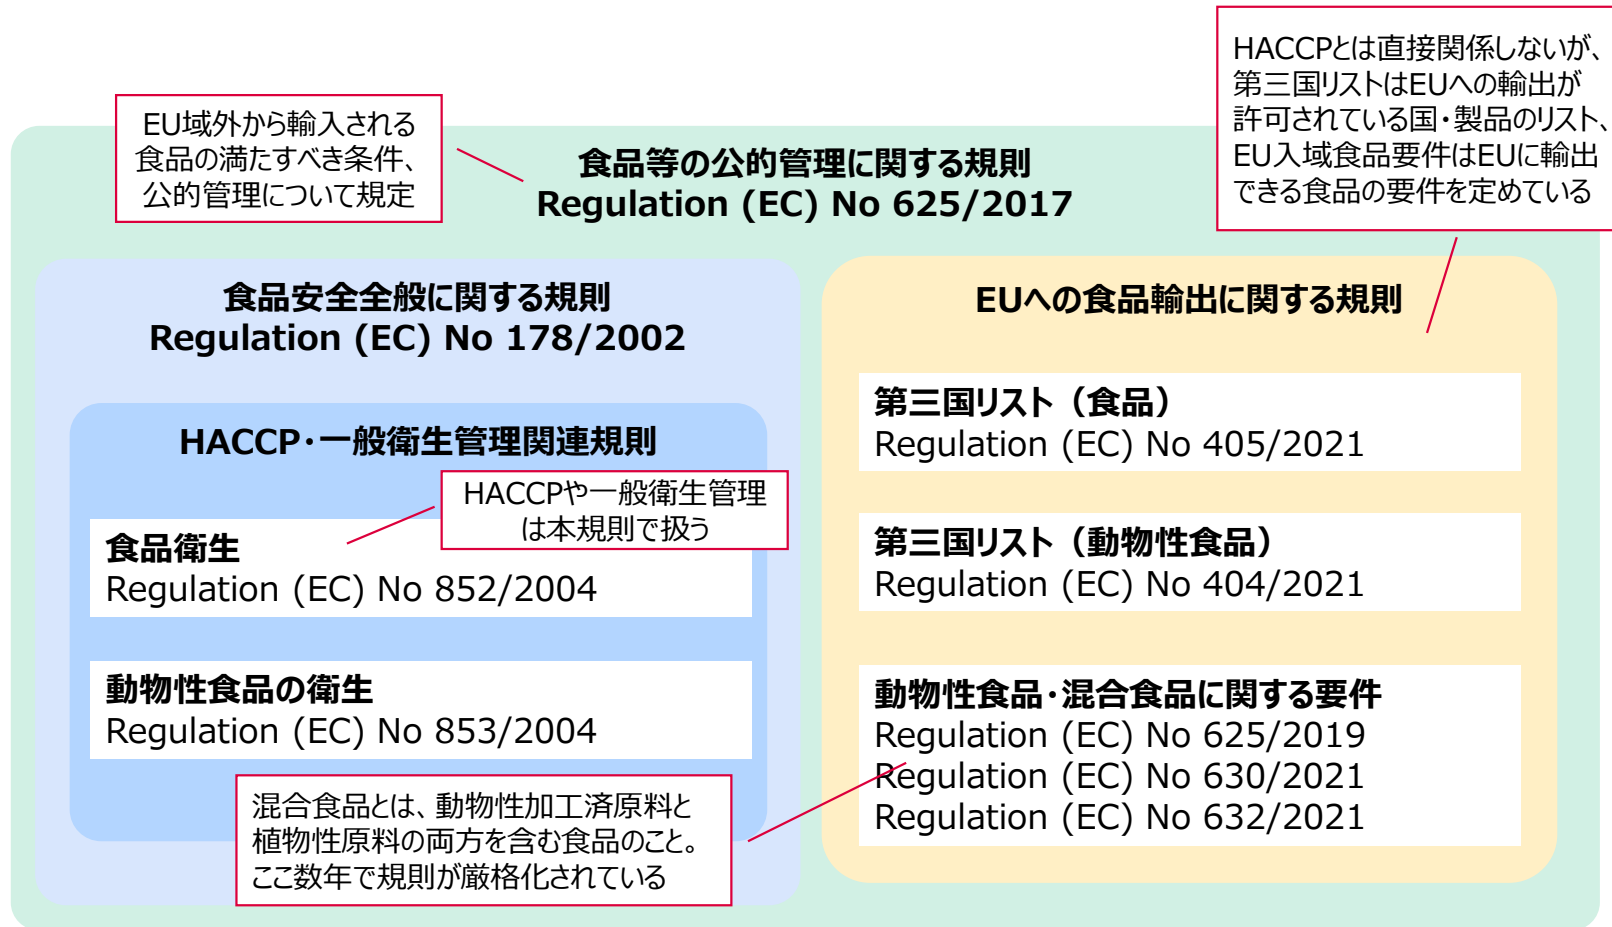 HACCPとは直接関係しないが、
第三国リストはEUへの輸出が
許可されている国・製品のリスト、
EU入域食品要件はEUに輸出
できる食品の要件を定めている
EU域外から輸入される
食品の満たすべき条件、
公的管理について規定
食品等の公的管理に関する規則
Regulation (EC) No 625/2017
食品安全全般に関する規則
Regulation (EC) No 178/2002
HACCP・一般衛生管理関連規則
HACCPや一般衛生管理
は本規則で扱う
食品衛生
Regulation (EC) No 852/2004
動物性食品の衛生
Regulation (EC) No 853/2004
混合食品とは、動物性加工済原料と
植物性原料の両方を含む食品のこと。
ここ数年で規則が厳格化されている
EUへの食品輸出に関する規則
第三国リスト（食品）
Regulation (EC) No 405/2021
第三国リスト（動物性食品）
Regulation (EC) No 404/2021
動物性食品・混合食品に関する要件
Regulation (EC) No 625/2019
Regulation (EC) No 630/2021
Regulation (EC) No 632/2021